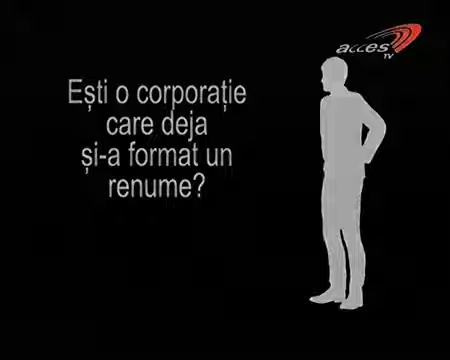 acces
TV
Ești o corporație
care deja
și-a format un
renume?